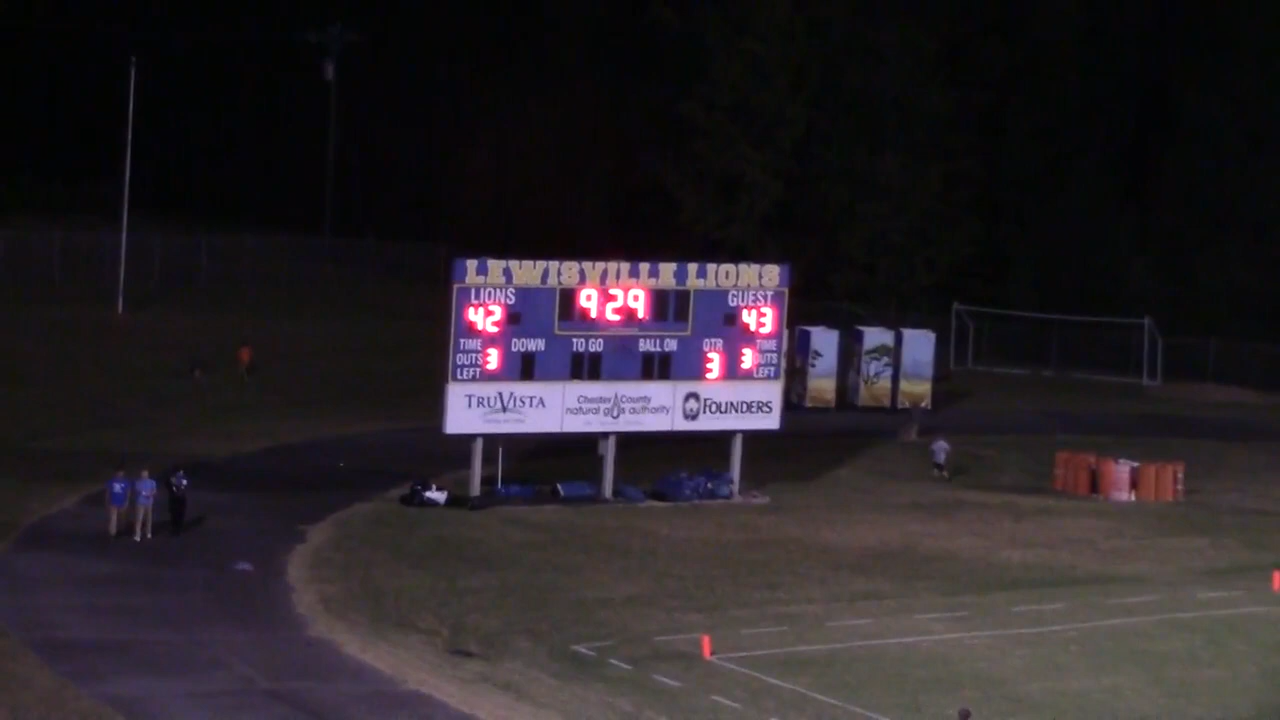 LEWISVILLE LIONS
LIONS 9:29 GUEST
42 43
TIME OUTS LEFT 3 DOWN TO GO BALL ON QTR 3 3 TIME OUTS LEFT
TRUVISTA
Chester County
natural gas authority
FOUNDERS